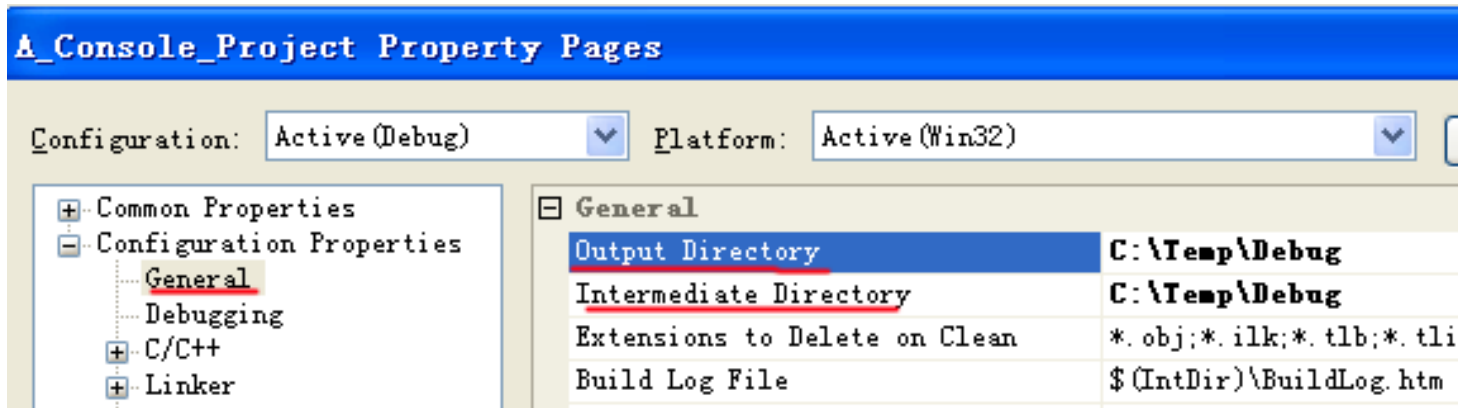 A_Console_Project Property Pages
Configuration: Active(Debug) Platform: Active(Win32)
Common Properties
Configuration Properties
General
Debugging
C/C++
Linker
General
Output Directory C:\Temp\Debug
Intermediate Directory C:\Temp\Debug
Extensions to Delete on Clean *.obj;*.ilk;*.tlb;*.tli
Build Log File $(IntDir)\BuildLog.htm